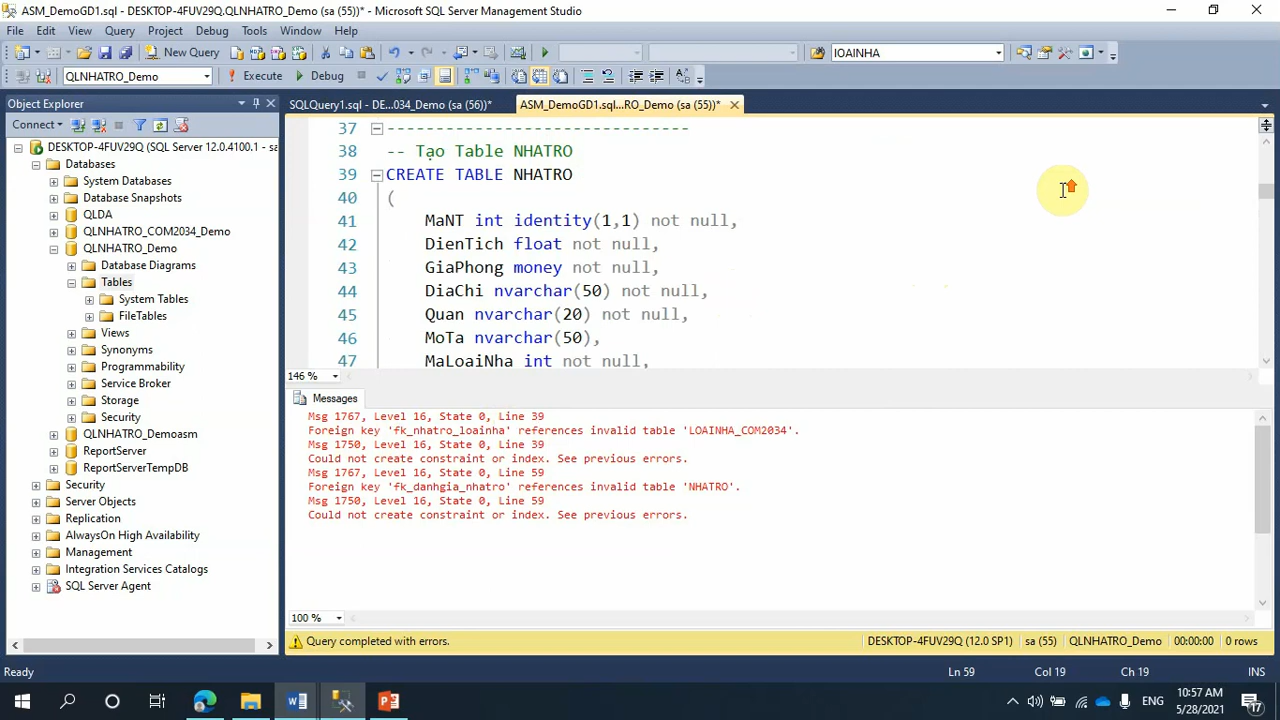 ASM_DemoGD1.sql - DESKTOP-4FUV29Q.QLNHATRO_Demo (sa (55))* - Microsoft SQL Server Management Studio
File Edit View Query Project Debug Tools Window Help
New Query lOAINHA
QLNHATRO_Demo Execute Debug
Object Explorer
Connect
DESKTOP-4FUV29Q (SQL Server 12.0.4100.1 - sa
Databases
System Databases
Database Snapshots
QLDA
QLNHATRO_COM2034_Demo
QLNHATRO_Demo
Database Diagrams
Tables
System Tables
FileTables
Views
Synonyms
Programmability
Service Broker
Storage
Security
QLNHATRO_Demoasm
ReportServer
ReportServerTempDB
Security
Server Objects
Replication
AlwaysOn High Availability
Management
Integration Services Catalogs
SQL Server Agent
SQLQuery1.sql - DE...034_Demo (sa (56))* ASM_DemoGD1.sql...RO_Demo (sa (55))*
37 -------------------------------
38 -- Tạo Table NHATRO
39 CREATE TABLE NHATRO
40 (
41 MaNT int identity(1,1) not null,
42 DienTich float not null,
43 GiaPhong money not null,
44 DiaChi nvarchar(50) not null,
45 Quan nvarchar(20) not null,
46 MoTa nvarchar(50),
47 MaLoaiNha int not null,
146 %
Messages
Msg 1767, Level 16, State 0, Line 39
Foreign key 'fk_nhatro_loainha' references invalid table 'LOAINHA_COM2034'.
Msg 1750, Level 16, State 0, Line 39
Could not create constraint or index. See previous errors.
Msg 1767, Level 16, State 0, Line 59
Foreign key 'fk_danhgia_nhatro' references invalid table 'NHATRO'.
Msg 1750, Level 16, State 0, Line 59
Could not create constraint or index. See previous errors.
100 %
Query completed with errors. DESKTOP-4FUV29Q (12.0 SP1) sa (55) QLNHATRO_Demo 00:00:00 0 rows
Ready Ln 59 Col 19 Ch 19 INS
ENG 10:57 AM
5/28/2021 17